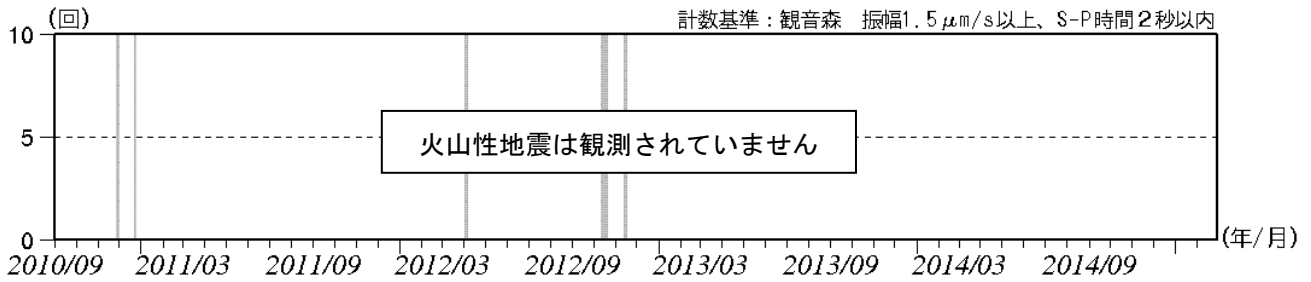 (回)
計数基準：観音森　振幅1.5μm/s以上、S-P時間２秒以内
10
火山性地震は観測されていません
5
0
(年/月)
2010/09 2011/03 2011/09 2012/03 2012/09 2013/03 2013/09 2014/03 2014/09